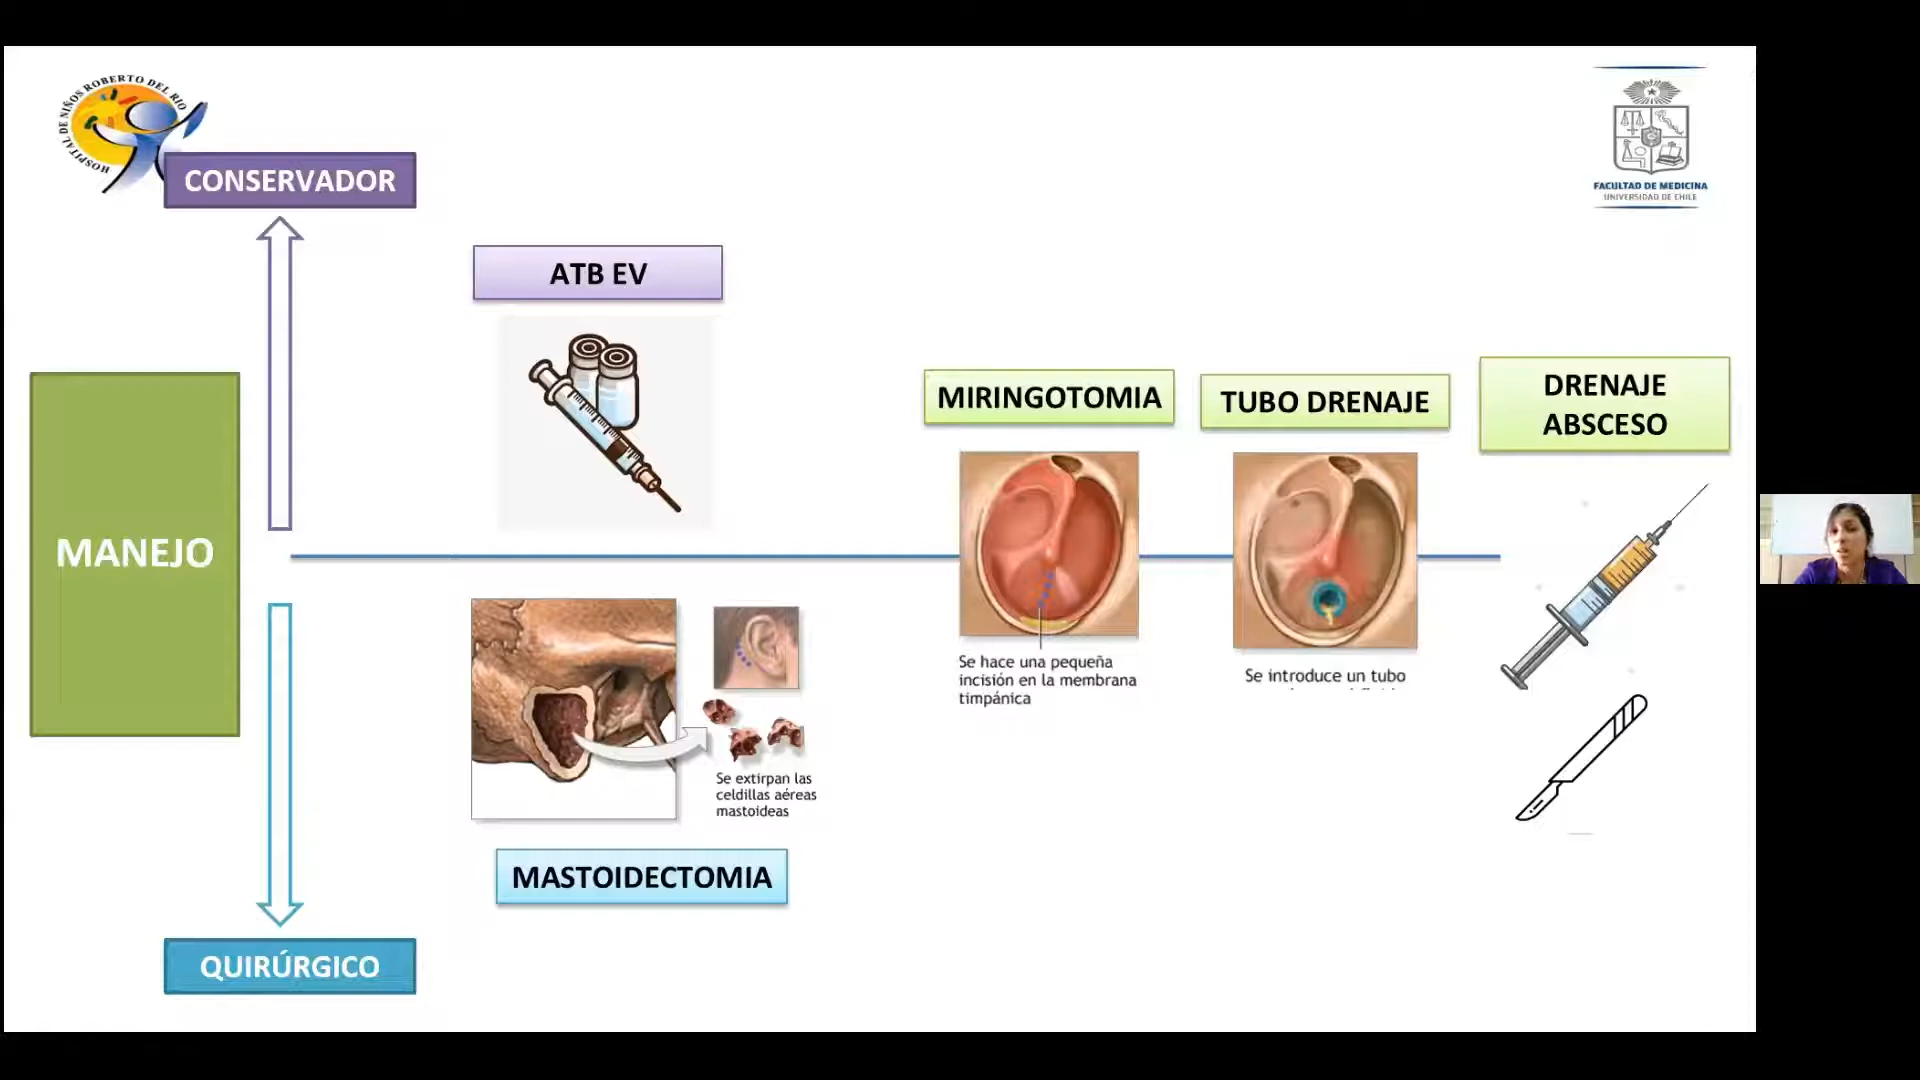 HOSPITAL DE NIÑOS ROBERTO DEL RIO
FACULTAD DE MEDICINA
UNIVERSIDAD DE CHILE
CONSERVADOR
ATB EV
MANEJO
MIRINGOTOMIA
TUBO DRENAJE
DRENAJE
ABSCESO
Se hace una pequeña
incisión en la membrana
timpánica
Se introduce un tubo
Se extirpan las
celdillas aéreas
mastoideas
MASTOIDECTOMIA
QUIRÚRGICO